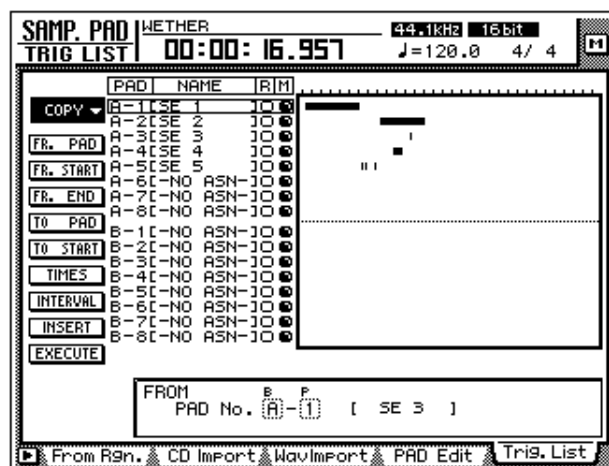 SAMP. PAD WETHER 44.1kHz 16bit M
TRIG LIST 00:00:16.957 ♩=120.0 4/ 4
PAD NAME R M
COPY
FR. PAD
FR. START
FR. END
TO PAD
TO START
TIMES
INTERVAL
INSERT
EXECUTE
A-1[SE 1 ]
A-2[SE 2 ]
A-3[SE 3 ]
A-4[SE 4 ]
A-5[SE 5 ]
A-6[-NO ASN-]
A-7[-NO ASN-]
A-8[-NO ASN-]
B-1[-NO ASN-]
B-2[-NO ASN-]
B-3[-NO ASN-]
B-4[-NO ASN-]
B-5[-NO ASN-]
B-6[-NO ASN-]
B-7[-NO ASN-]
B-8[-NO ASN-]
FROM B P
PAD No. A-1 [ SE 3 ]
From Rgn. CD Import WavImport PAD Edit Trig. List